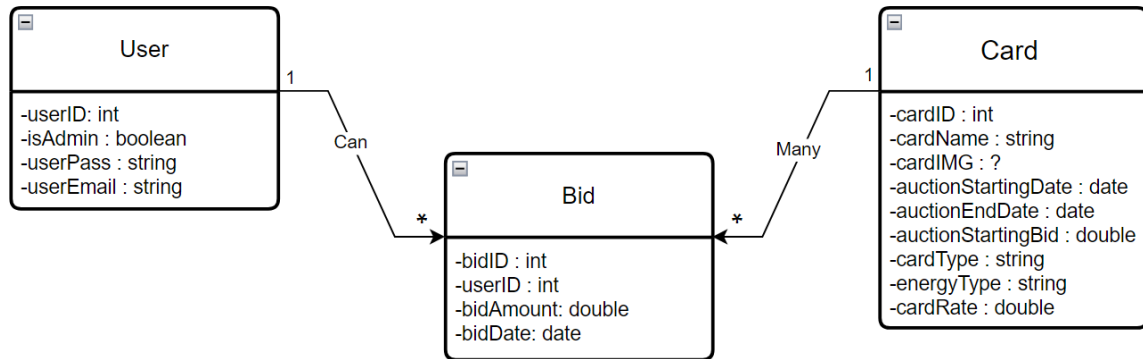 User
-userID: int
-isAdmin : boolean
-userPass : string
-userEmail : string
1
Can
*
Bid
-bidID : int
-userID : int
-bidAmount: double
-bidDate: date
1
Many
*
Card
-cardID : int
-cardName : string
-cardIMG : ?
-auctionStartingDate : date
-auctionEndDate : date
-auctionStartingBid : double
-cardType : string
-energyType : string
-cardRate : double